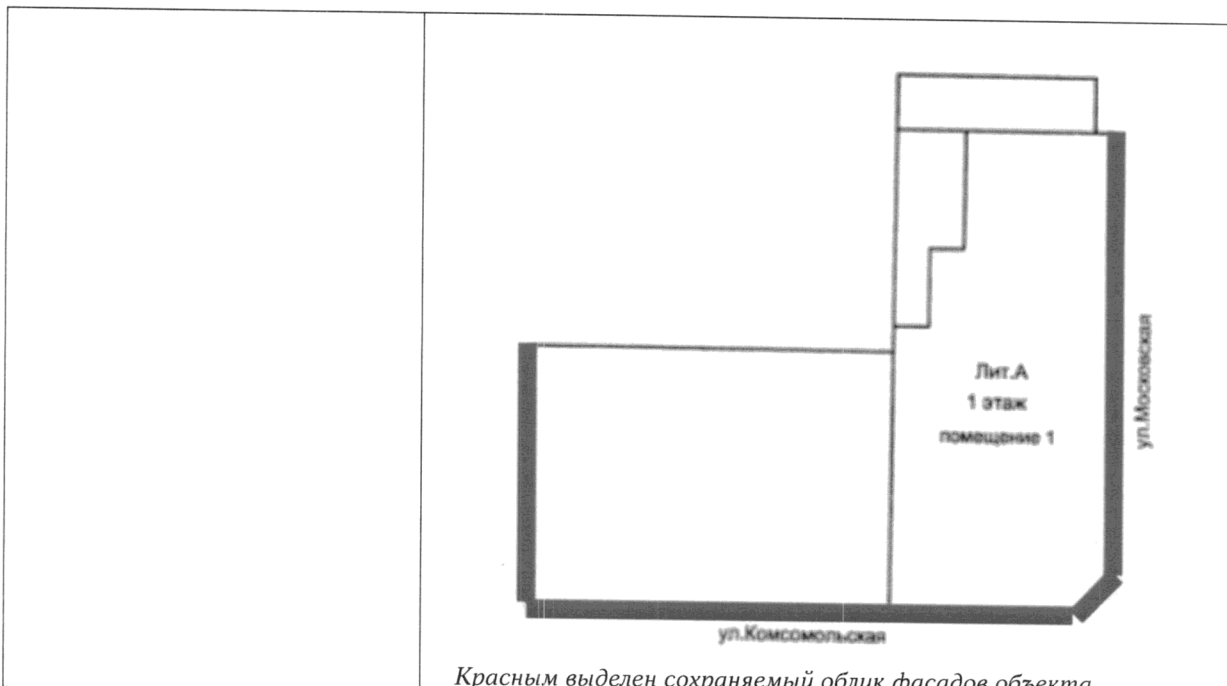 Лит.А
1 этаж
помещение 1
ул.Московская
ул.Комсомольская
Красным выделен сохраняемый облик фасадов объекта